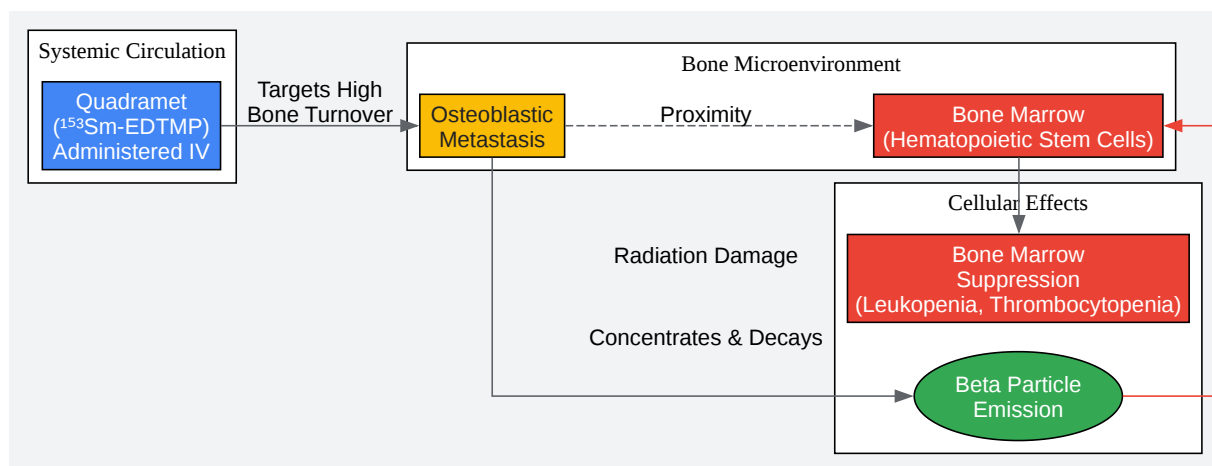 Systemic Circulation
Quadramet
(¹⁵³Sm-EDTMP)
Administered IV
Targets High
Bone Turnover
Bone Microenvironment
Osteoblastic
Metastasis
Proximity
Bone Marrow
(Hematopoietic Stem Cells)
Cellular Effects
Radiation Damage
Bone Marrow
Suppression
(Leukopenia, Thrombocytopenia)
Concentrates & Decays
Beta Particle
Emission